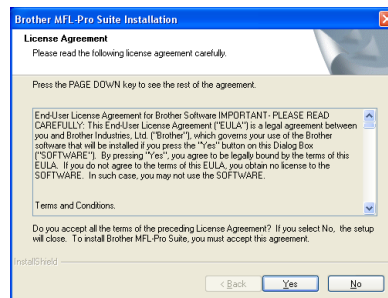 Brother MFL-Pro Suite Installation
License Agreement
Please read the following license agreement carefully.
Press the PAGE DOWN key to see the rest of the agreement.
End-User License Agreement for Brother Software IMPORTANT- PLEASE READ
CAREFULLY: This End-User License Agreement ("EULA") is a legal agreement between
you and Brother Industries, Ltd. ("Brother"), which governs your use of the Brother
software that will be installed if you press the "Yes" button on this Dialog Box
("SOFTWARE"). By pressing "Yes", you agree to be legally bound by the terms of this
EULA. If you do not agree to the terms of this EULA, you obtain no license to the
SOFTWARE. In such case, you may not use the SOFTWARE.
Terms and Conditions.
Do you accept all the terms of the preceding License Agreement? If you select No, the setup
will close. To install Brother MFL-Pro Suite, you must accept this agreement.
InstallShield
< Back Yes No